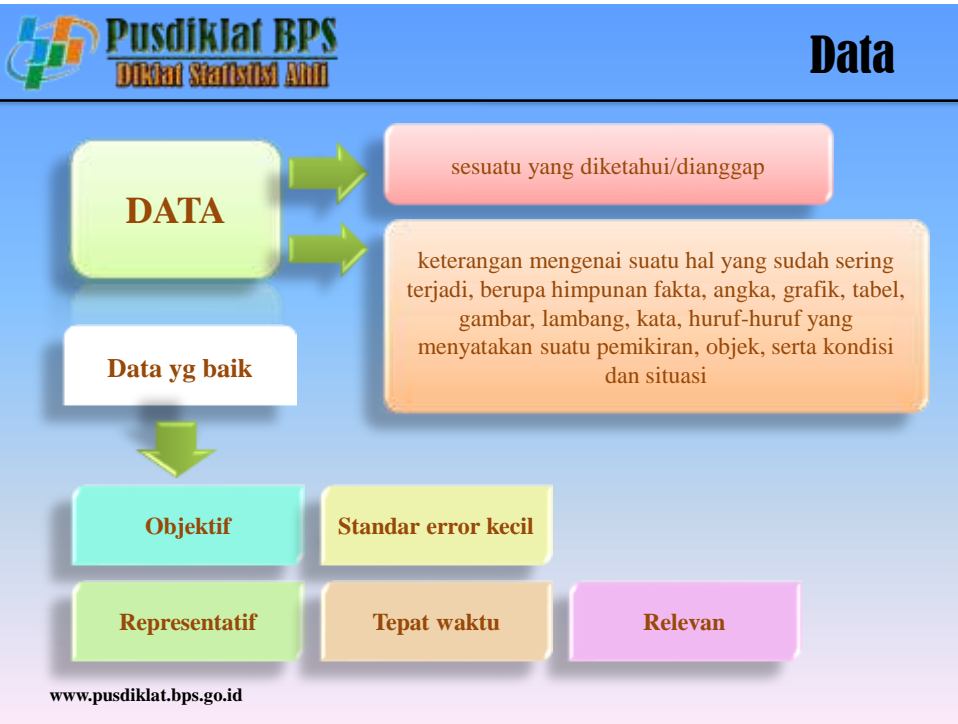 Pusdiklat BPS
Diklat Statistisi Ahli
Data
DATA
sesuatu yang diketahui/dianggap
keterangan mengenai suatu hal yang sudah sering
terjadi, berupa himpunan fakta, angka, grafik, tabel,
gambar, lambang, kata, huruf-huruf yang
menyatakan suatu pemikiran, objek, serta kondisi
dan situasi
Data yg baik
Objektif
Standar error kecil
Representatif
Tepat waktu
Relevan
www.pusdiklat.bps.go.id